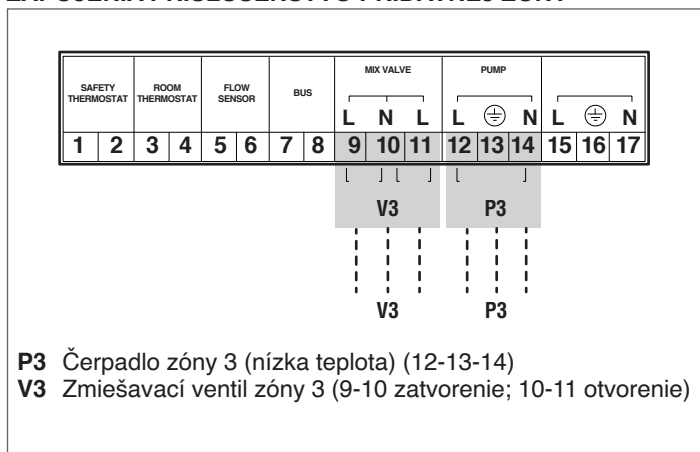 SAFETY THERMOSTAT
ROOM THERMOSTAT
FLOW SENSOR
BUS
MIX VALVE
PUMP
L N L L N L N
1 2 3 4 5 6 7 8 9 10 11 12 13 14 15 16 17
V3 P3
V3 P3
P3 Čerpadlo zóny 3 (nízka teplota) (12-13-14)
V3 Zmiešavací ventil zóny 3 (9-10 zatvorenie; 10-11 otvorenie)